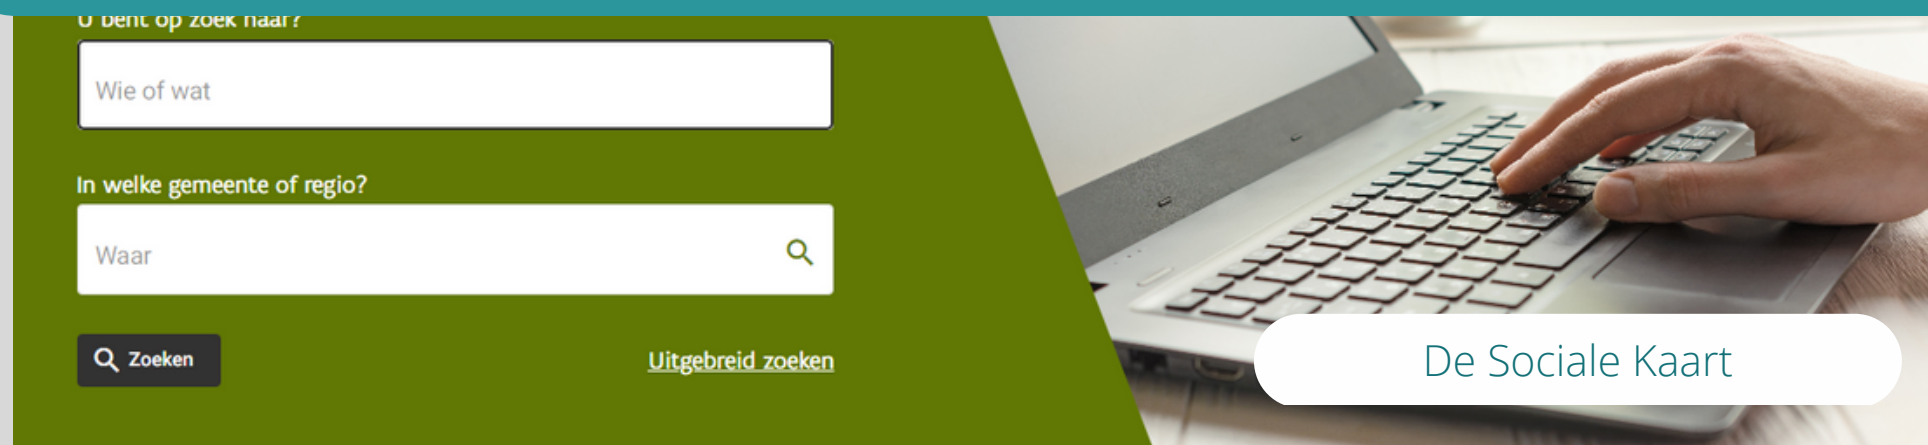 U bent op zoek naar?
Wie of wat
In welke gemeente of regio?
Waar
Zoeken
Uitgebreid zoeken
De Sociale Kaart